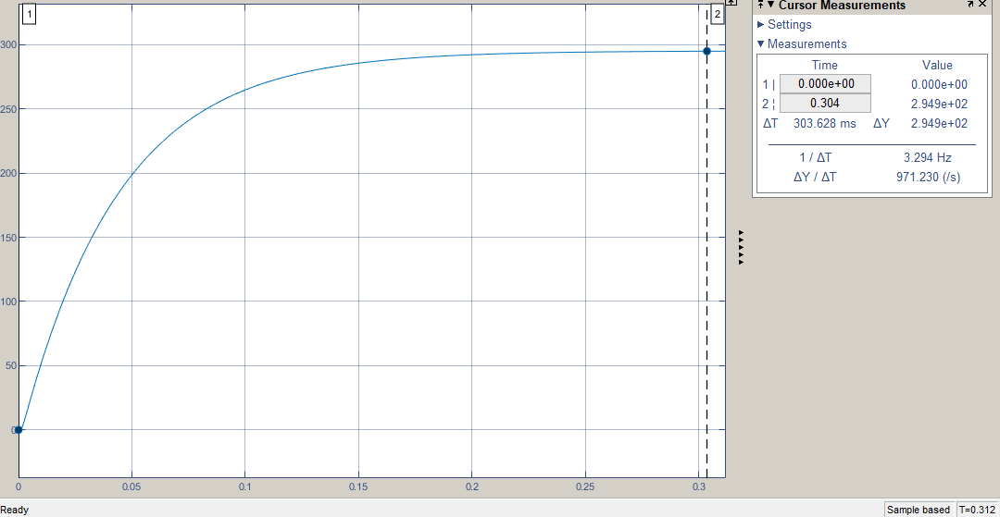 1
2
300
250
200
150
100
50
0
0
0.05
0.1
0.15
0.2
0.25
0.3
Cursor Measurements
Settings
Measurements
Time Value
1 | 0.000e+00 0.000e+00
2 ¦ 0.304 2.949e+02
ΔT 303.628 ms ΔY 2.949e+02
1 / ΔT 3.294 Hz
ΔY / ΔT 971.230 (/s)
Ready
Sample based T=0.312